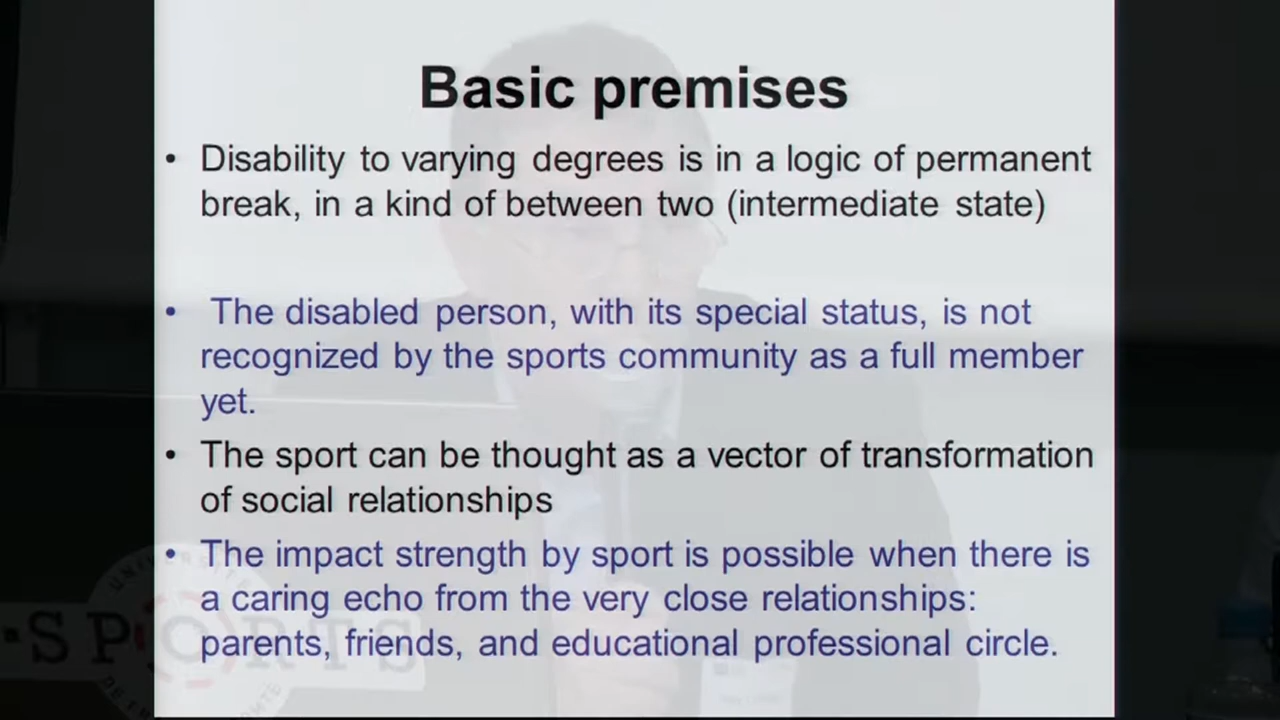 Basic premises
• Disability to varying degrees is in a logic of permanent
break, in a kind of between two (intermediate state)
• The disabled person, with its special status, is not
recognized by the sports community as a full member
yet.
• The sport can be thought as a vector of transformation
of social relationships
• The impact strength by sport is possible when there is
a caring echo from the very close relationships:
parents, friends, and educational professional circle.
SPORTS